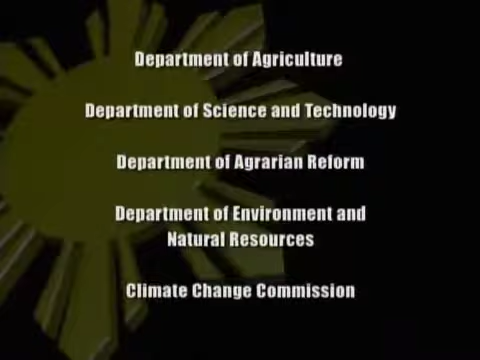 Department of Agriculture
Department of Science and Technology
Department of Agrarian Reform
Department of Environment and
Natural Resources
Climate Change Commission